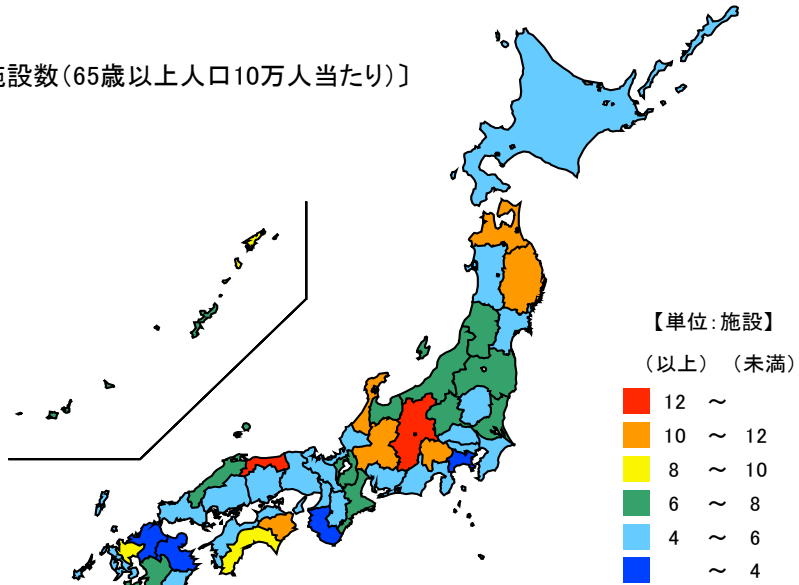 設数(65歳以上人口10万人当たり)〕
【単位:施設】
(以上) (未満)
12 ～
10 ～ 12
8 ～ 10
6 ～ 8
4 ～ 6
～ 4